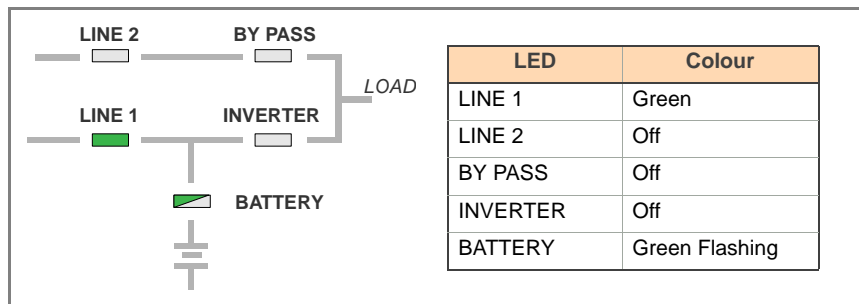 LINE 2 BY PASS
LOAD
LINE 1 INVERTER
BATTERY
LED Colour
LINE 1 Green
LINE 2 Off
BY PASS Off
INVERTER Off
BATTERY Green Flashing